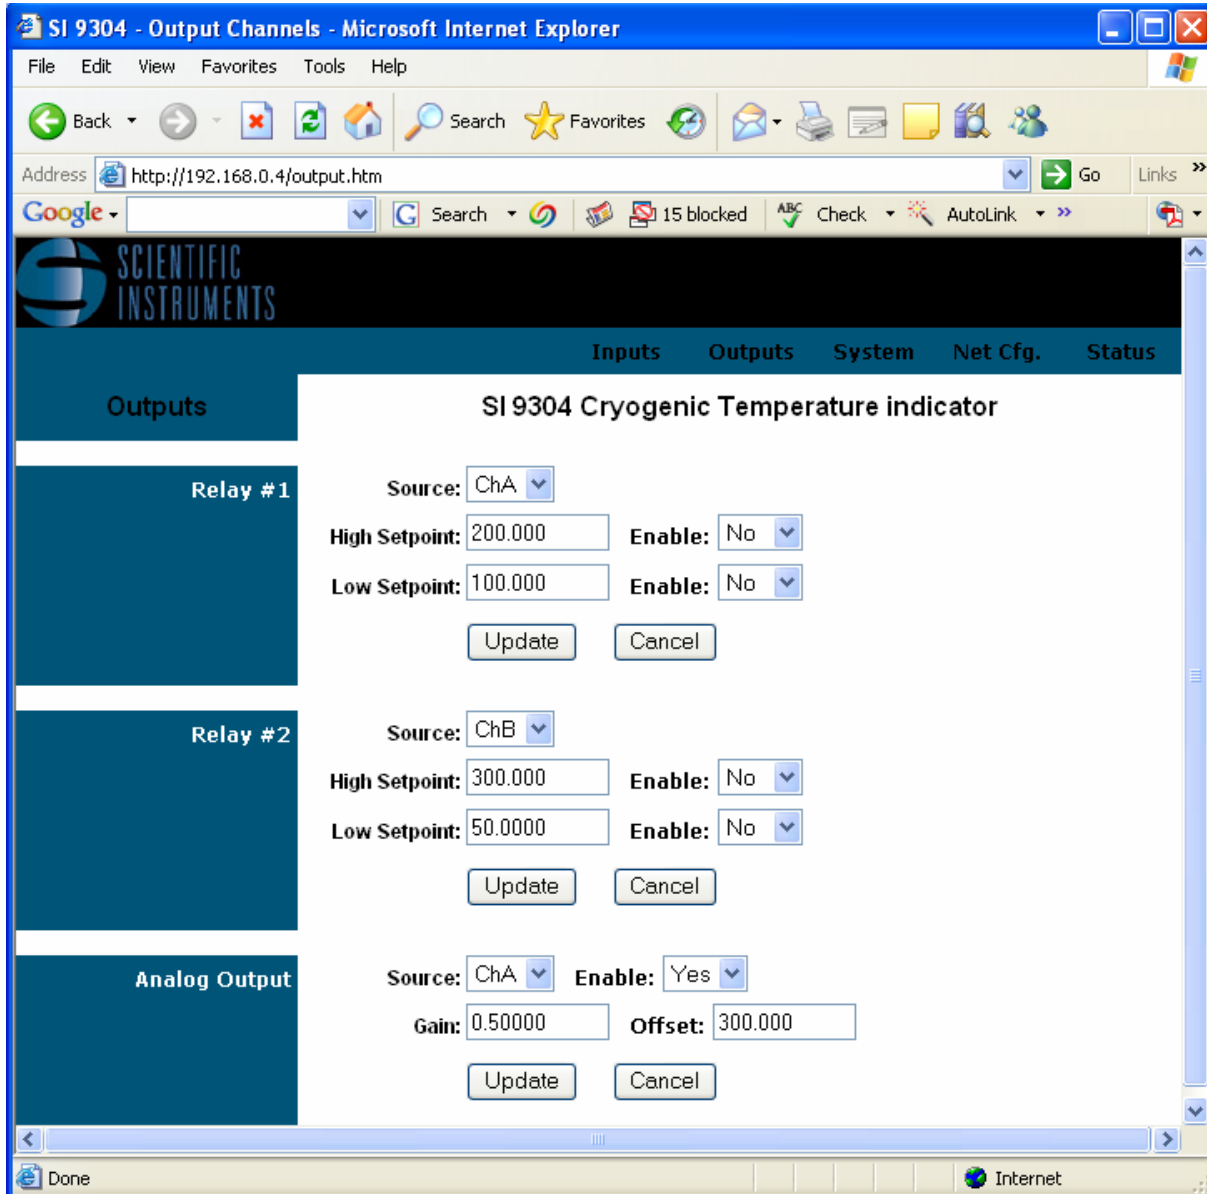 SI 9304 - Output Channels - Microsoft Internet Explorer
File Edit View Favorites Tools Help
Back Search Favorites
Address http://192.168.0.4/output.htm Go Links »
Google Search 15 blocked ABC Check AutoLink »
SCIENTIFIC
INSTRUMENTS
Inputs Outputs System Net Cfg. Status
Outputs SI 9304 Cryogenic Temperature indicator
Relay #1 Source: ChA
High Setpoint: 200.000 Enable: No
Low Setpoint: 100.000 Enable: No
Update Cancel
Relay #2 Source: ChB
High Setpoint: 300.000 Enable: No
Low Setpoint: 50.0000 Enable: No
Update Cancel
Analog Output Source: ChA Enable: Yes
Gain: 0.50000 Offset: 300.000
Update Cancel
Done Internet